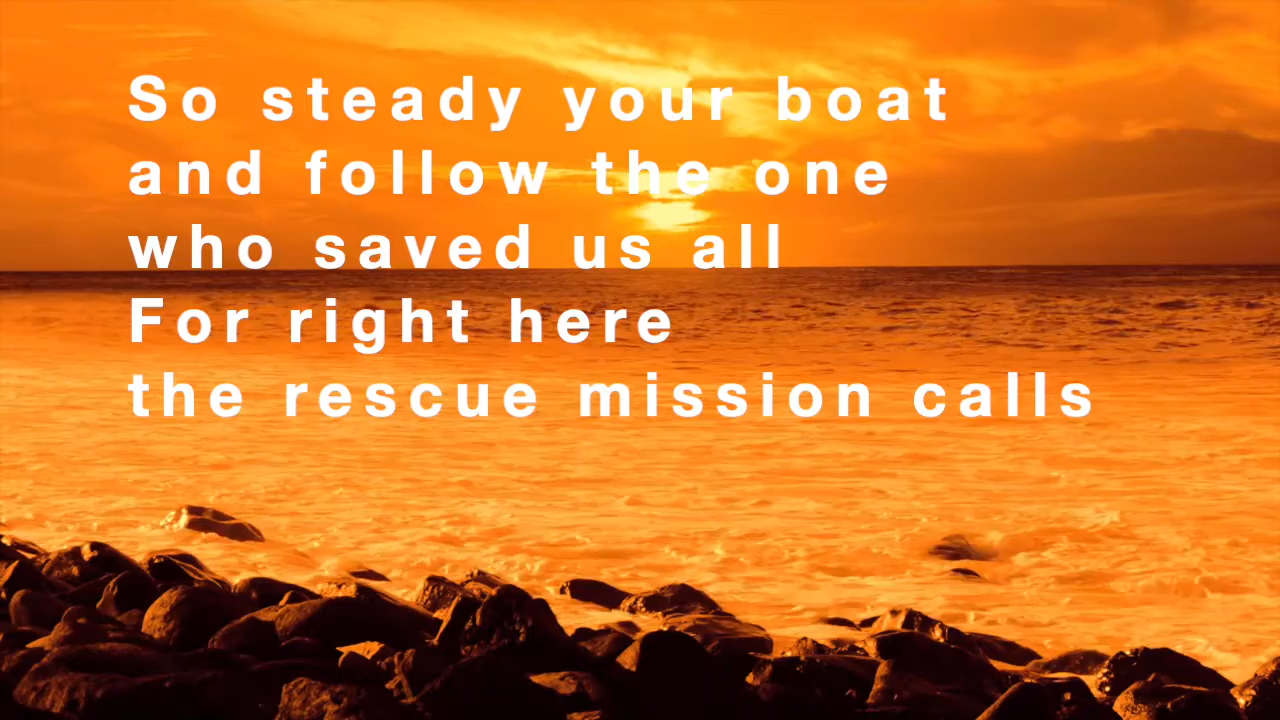 So steady your boat
and follow the one
who saved us all
For right here
the rescue mission calls